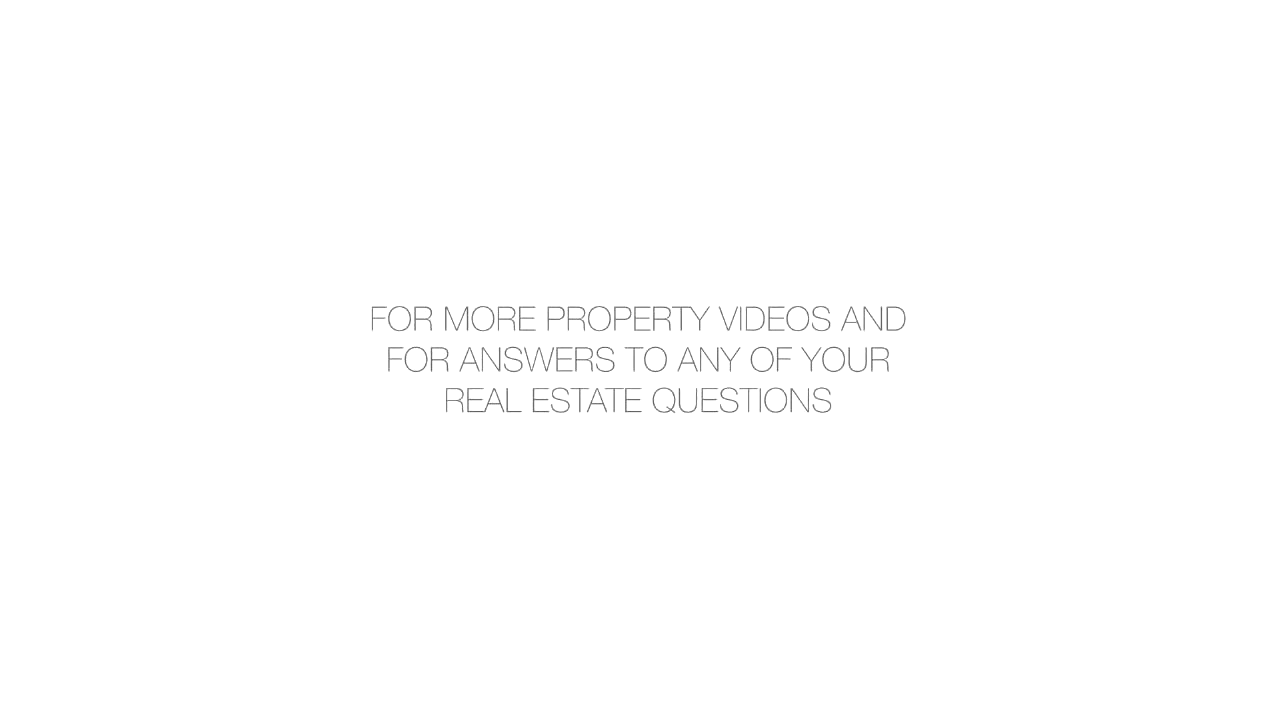 FOR MORE PROPERTY VIDEOS AND
FOR ANSWERS TO ANY OF YOUR
REAL ESTATE QUESTIONS